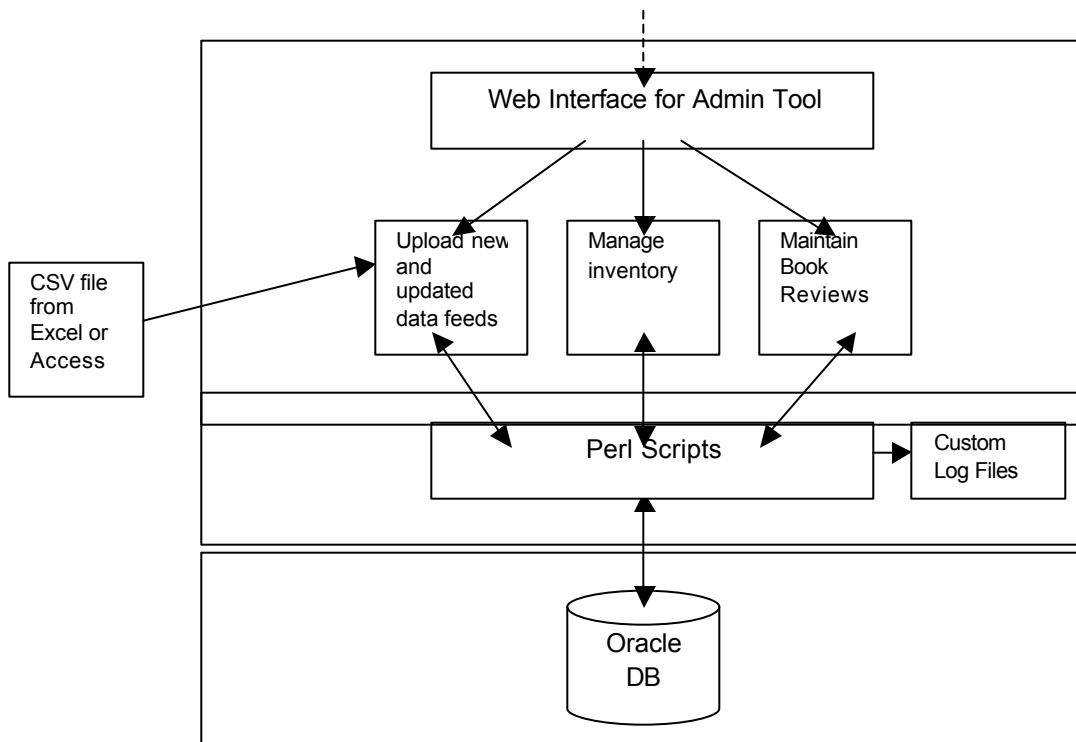 Web Interface for Admin Tool
Upload new
and
updated
data feeds
Manage
inventory
Maintain
Book
Reviews
CSV file
from
Excel or
Access
Perl Scripts
Custom
Log Files
Oracle
DB